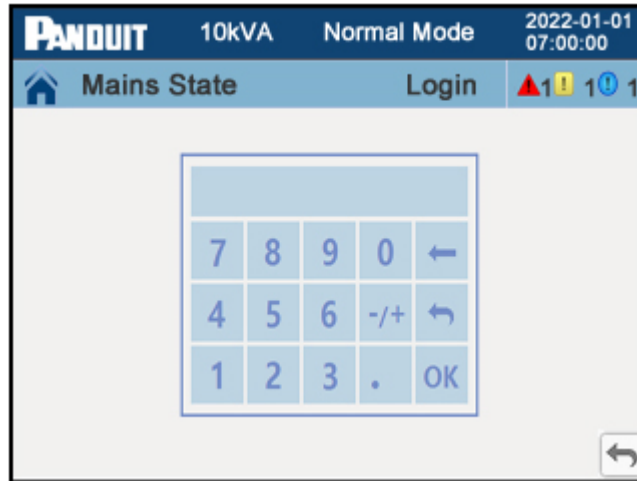 PANDUIT 10kVA Normal Mode 2022-01-01
07:00:00
Mains State Login 1 1 1
7 8 9 0
4 5 6 -/+
1 2 3 . OK